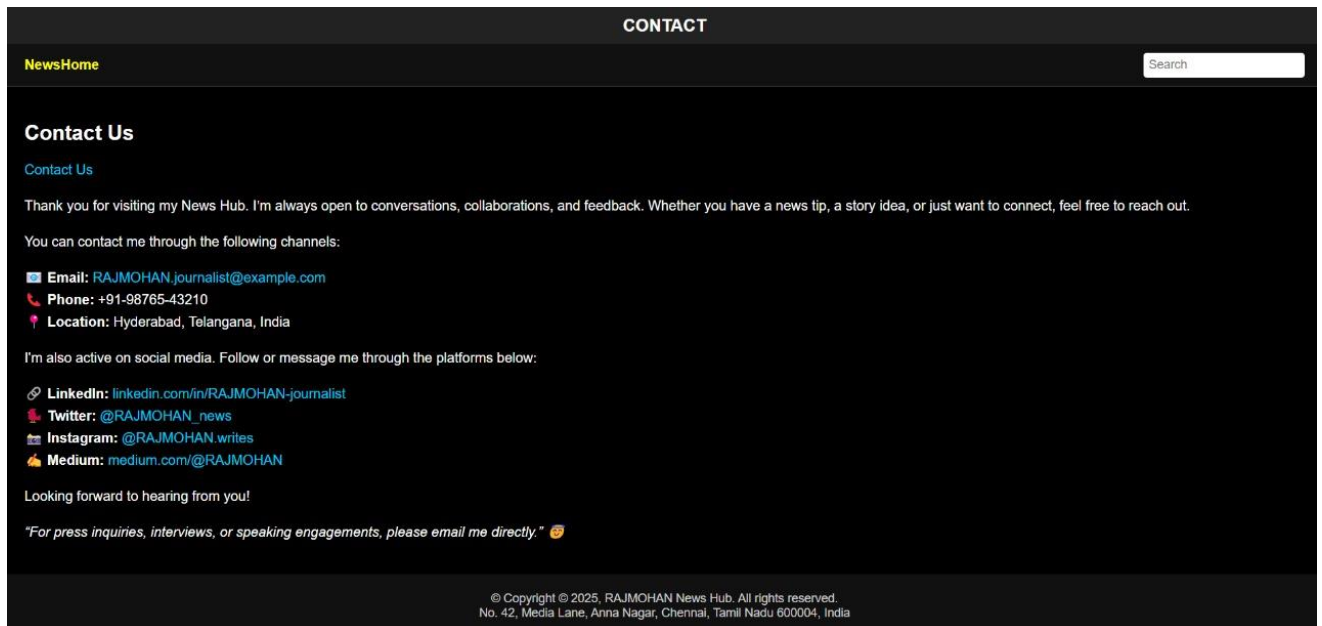 CONTACT
NewsHome
Search
Contact Us
Contact Us
Thank you for visiting my News Hub. I'm always open to conversations, collaborations, and feedback. Whether you have a news tip, a story idea, or just want to connect, feel free to reach out.
You can contact me through the following channels:
📧 Email: RAJMOHAN.journalist@example.com
📞 Phone: +91-98765-43210
📍 Location: Hyderabad, Telangana, India
I'm also active on social media. Follow or message me through the platforms below:
🔗 LinkedIn: linkedin.com/in/RAJMOHAN-journalist
🐦 Twitter: @RAJMOHAN_news
📸 Instagram: @RAJMOHAN.writes
✍️ Medium: medium.com/@RAJMOHAN
Looking forward to hearing from you!
“For press inquiries, interviews, or speaking engagements, please email me directly.” 😇
© Copyright © 2025, RAJMOHAN News Hub. All rights reserved.
No. 42, Media Lane, Anna Nagar, Chennai, Tamil Nadu 600004, India